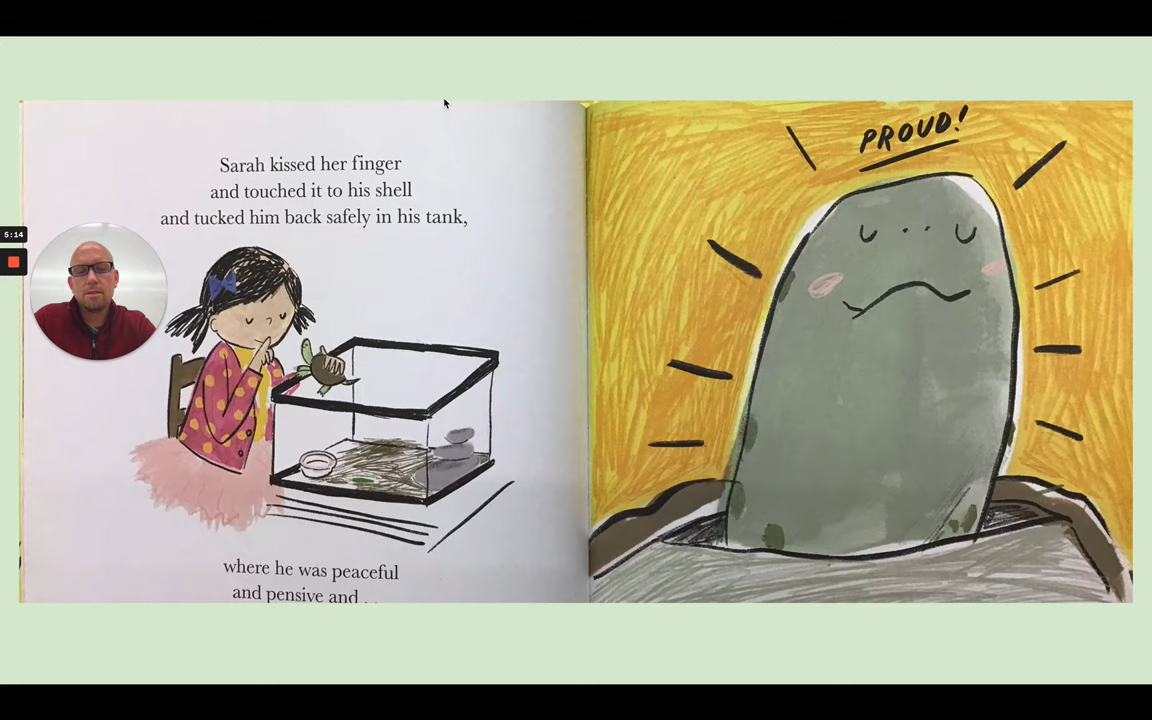 Sarah kissed her finger
and touched it to his shell
and tucked him back safely in his tank,
5:14
where he was peaceful
and pensive and . .
PROUD!